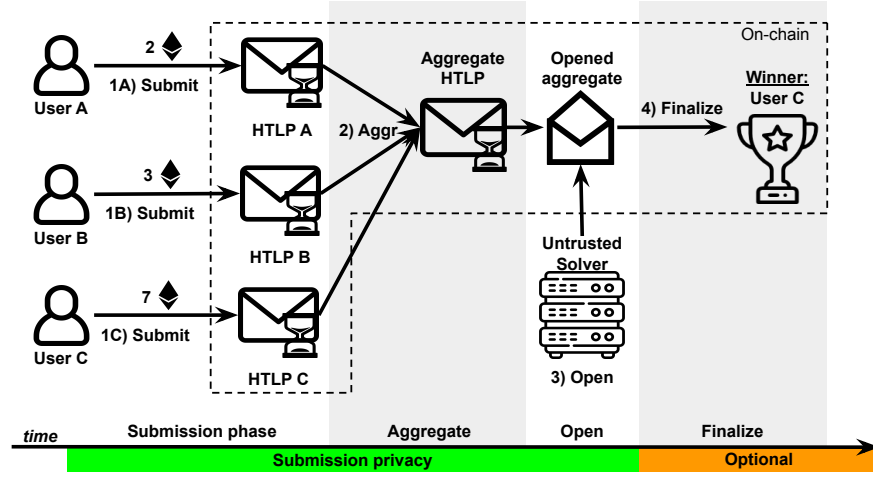 On-chain
2
1A) Submit
User A
HTLP A
Aggregate
HTLP
Opened
aggregate
Winner:
User C
2) Aggr
4) Finalize
3
1B) Submit
User B
HTLP B
Untrusted
Solver
7
1C) Submit
User C
HTLP C
3) Open
time
Submission phase
Aggregate
Open
Finalize
Submission privacy
Optional